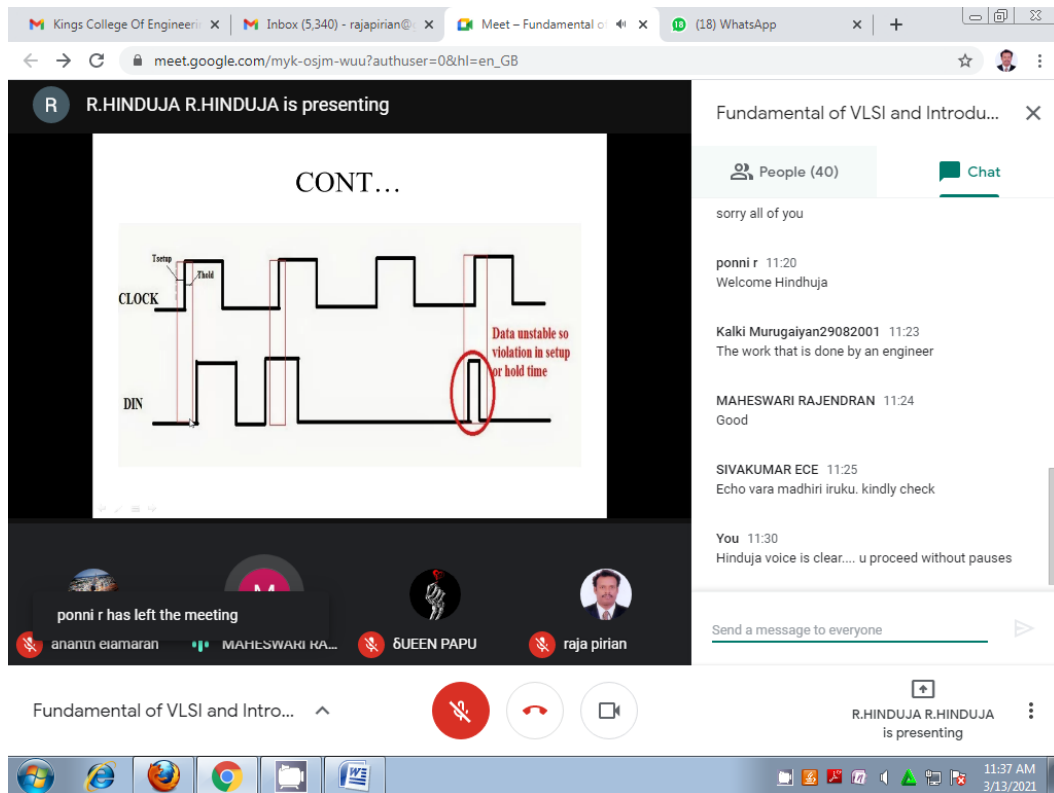 Kings College Of Engineerin
Inbox (5,340) - rajapirian@
Meet – Fundamental of
(18) WhatsApp
meet.google.com/myk-osjm-wuu?authuser=0&hl=en_GB
R
R.HINDUJA R.HINDUJA is presenting
CONT...
Tsetup
Thold
CLOCK
Data unstable so
violation in setup
or hold time
DIN
ponni r has left the meeting
ananth elamaran
M
MAHESWARI RA...
δUEEN PAPU
raja pirian
Fundamental of VLSI and Introdu...
People (40)
Chat
sorry all of you
ponni r 11:20
Welcome Hindhuja
Kalki Murugaiyan29082001 11:23
The work that is done by an engineer
MAHESWARI RAJENDRAN 11:24
Good
SIVAKUMAR ECE 11:25
Echo vara madhiri iruku. kindly check
You 11:30
Hinduja voice is clear.... u proceed without pauses
Send a message to everyone
Fundamental of VLSI and Intro...
R.HINDUJA R.HINDUJA
is presenting
11:37 AM
3/13/2021